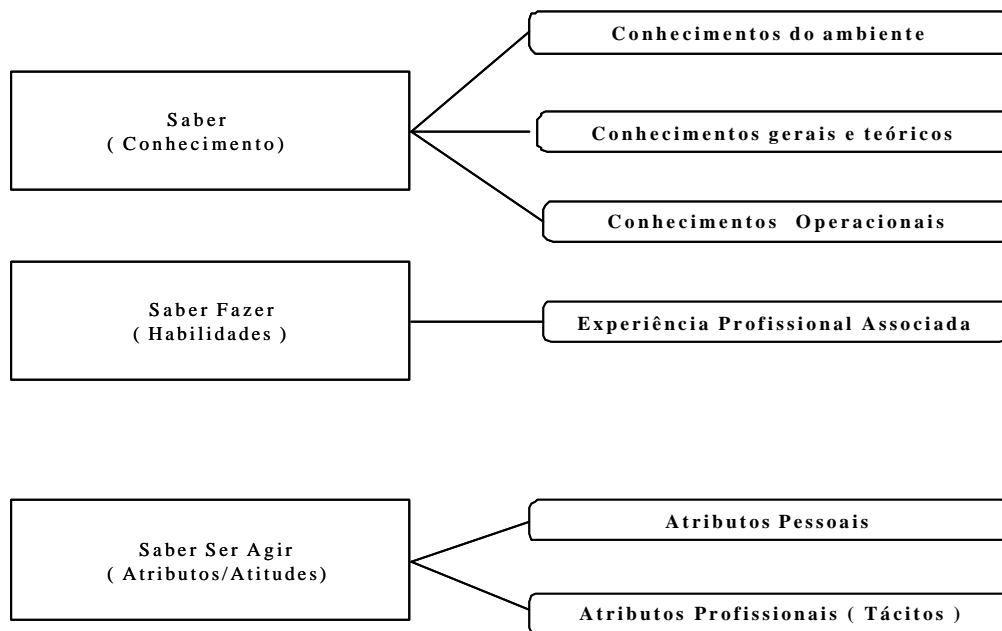 Saber
( Conhecimento)
Conhecimentos do ambiente
Conhecimentos gerais e teóricos
Conhecimentos Operacionais
Saber Fazer
( Habilidades )
Experiência Profissional Associada
Saber Ser Agir
( Atributos/Atitudes)
Atributos Pessoais
Atributos Profissionais ( Tácitos )